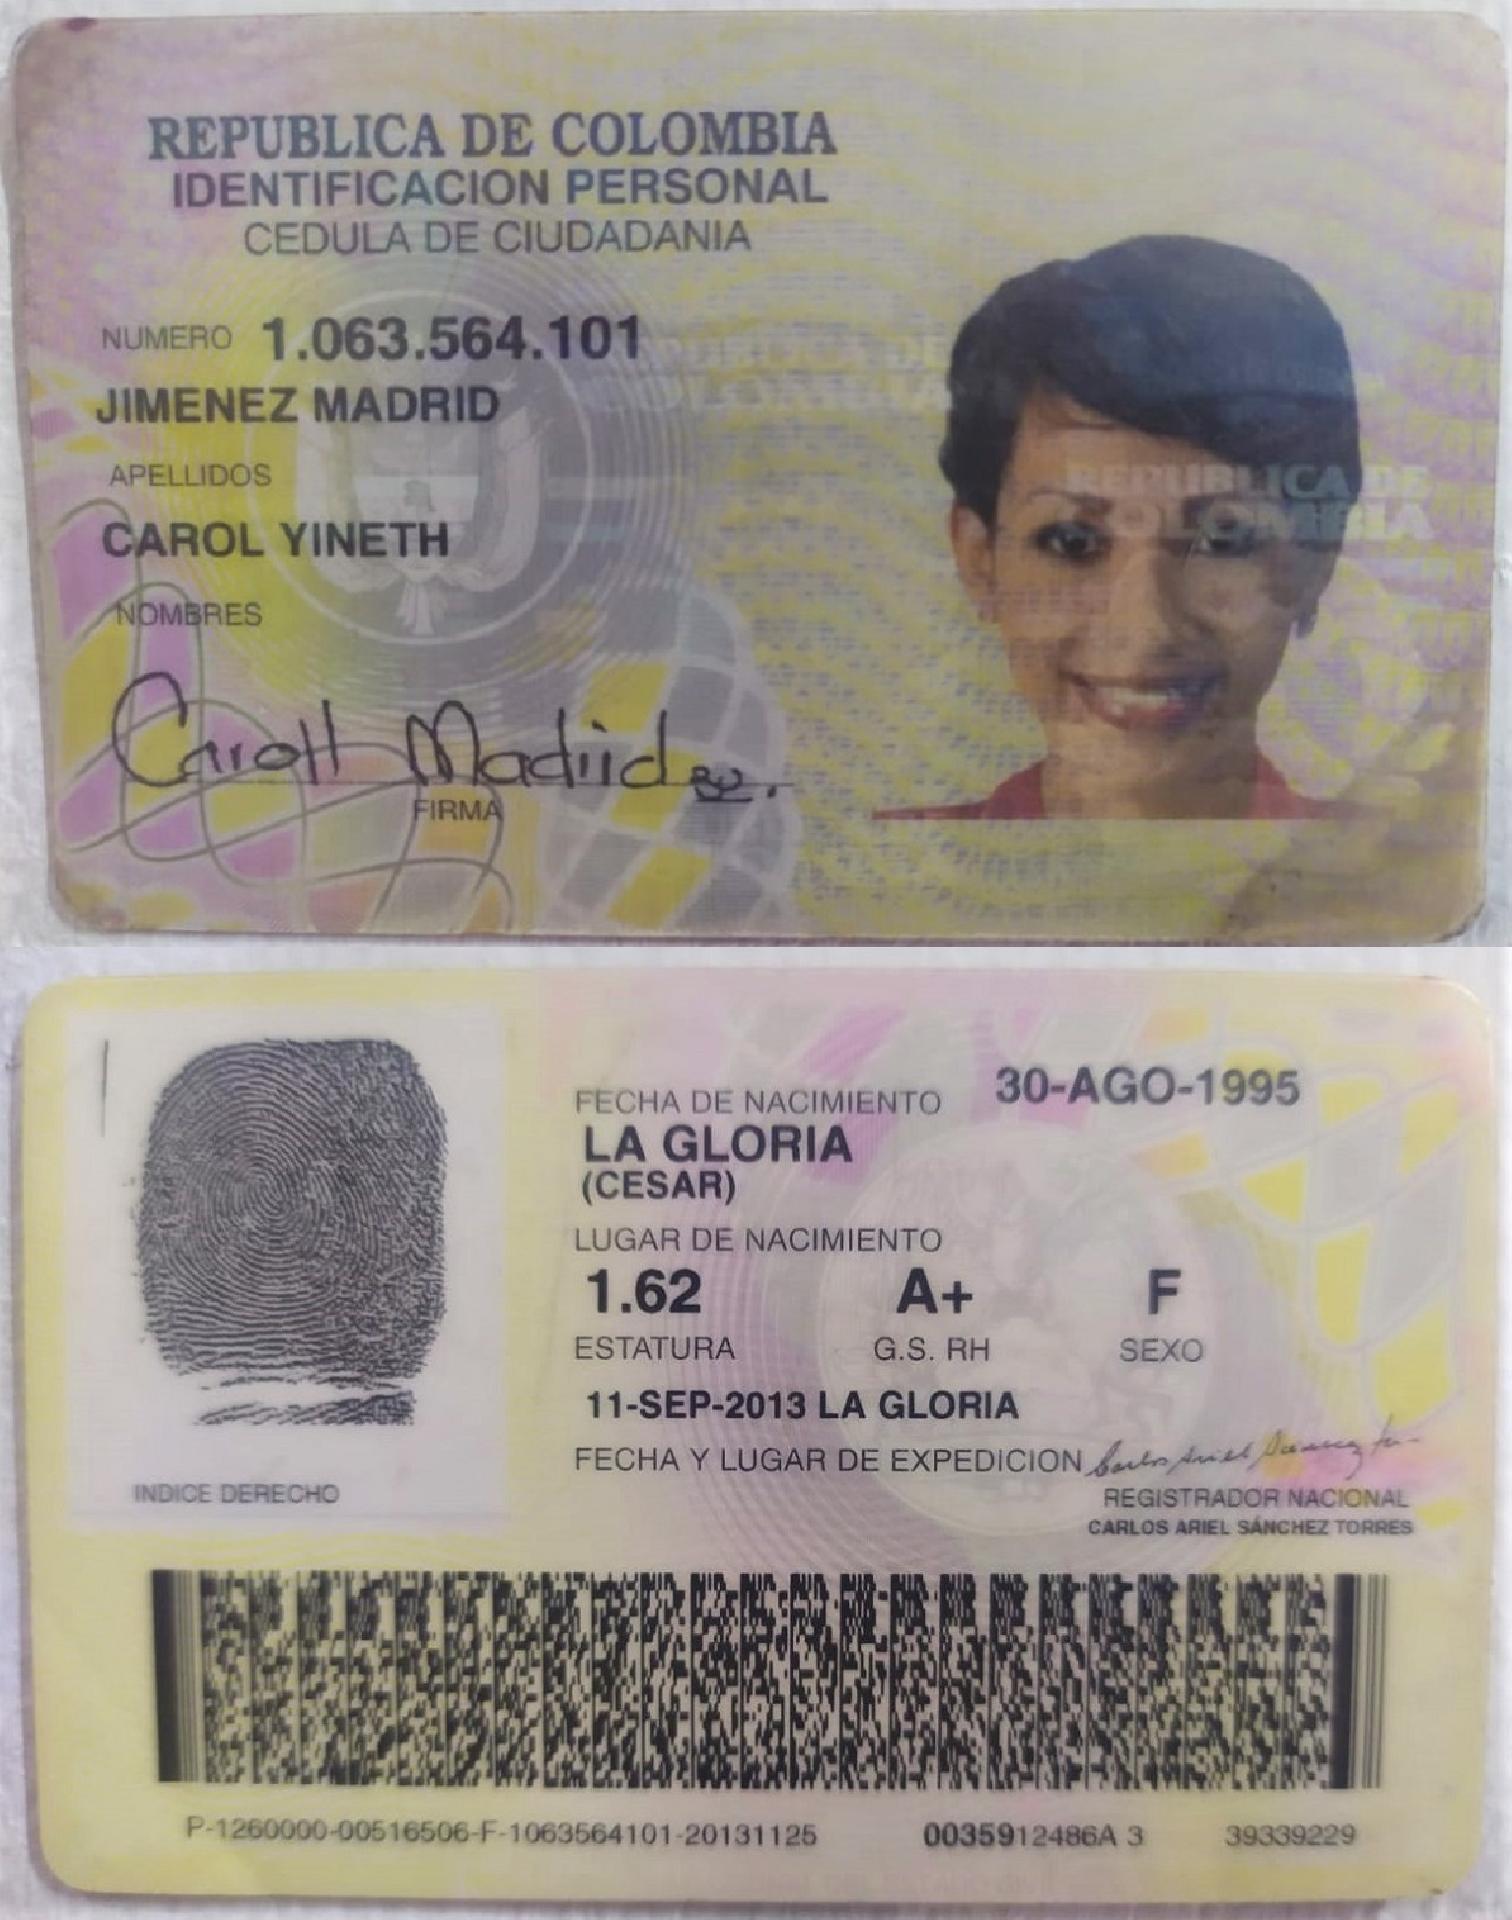 REPUBLICA DE COLOMBIA
IDENTIFICACION PERSONAL
CEDULA DE CIUDADANIA
NUMERO 1.063.564.101
JIMENEZ MADRID
APELLIDOS
CAROL YINETH
NOMBRES
Caroll Madrid
FIRMA
REPUBLICA DE
COLOMBIA
FECHA DE NACIMIENTO 30-AGO-1995
LA GLORIA
(CESAR)
LUGAR DE NACIMIENTO
1.62 A+ F
ESTATURA G.S. RH SEXO
11-SEP-2013 LA GLORIA
FECHA Y LUGAR DE EXPEDICION
REGISTRADOR NACIONAL
CARLOS ARIEL SÁNCHEZ TORRES
INDICE DERECHO
P-1260000-00516506-F-1063564101-20131125 0035912486A 3 39339229